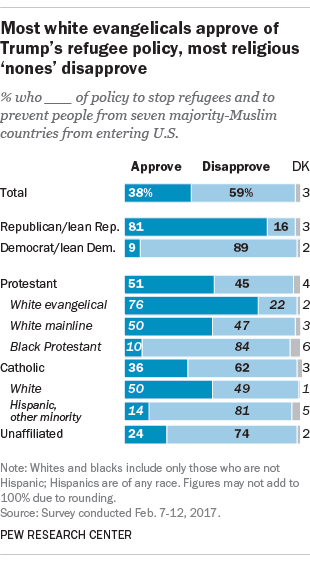 Most white evangelicals approve of
Trump's refugee policy, most religious
'nones' disapprove
% who ___ of policy to stop refugees and to
prevent people from seven majority-Muslim
countries from entering U.S.
Approve Disapprove DK
Total 38% 59% 3
Republican/lean Rep. 81 16 3
Democrat/lean Dem. 9 89 2
Protestant 51 45 4
White evangelical 76 22 2
White mainline 50 47 3
Black Protestant 10 84 6
Catholic 36 62 3
White 50 49 1
Hispanic,
other minority 14 81 5
Unaffiliated 24 74 2
Note: Whites and blacks include only those who are not
Hispanic; Hispanics are of any race. Figures may not add to
100% due to rounding.
Source: Survey conducted Feb. 7-12, 2017.
PEW RESEARCH CENTER